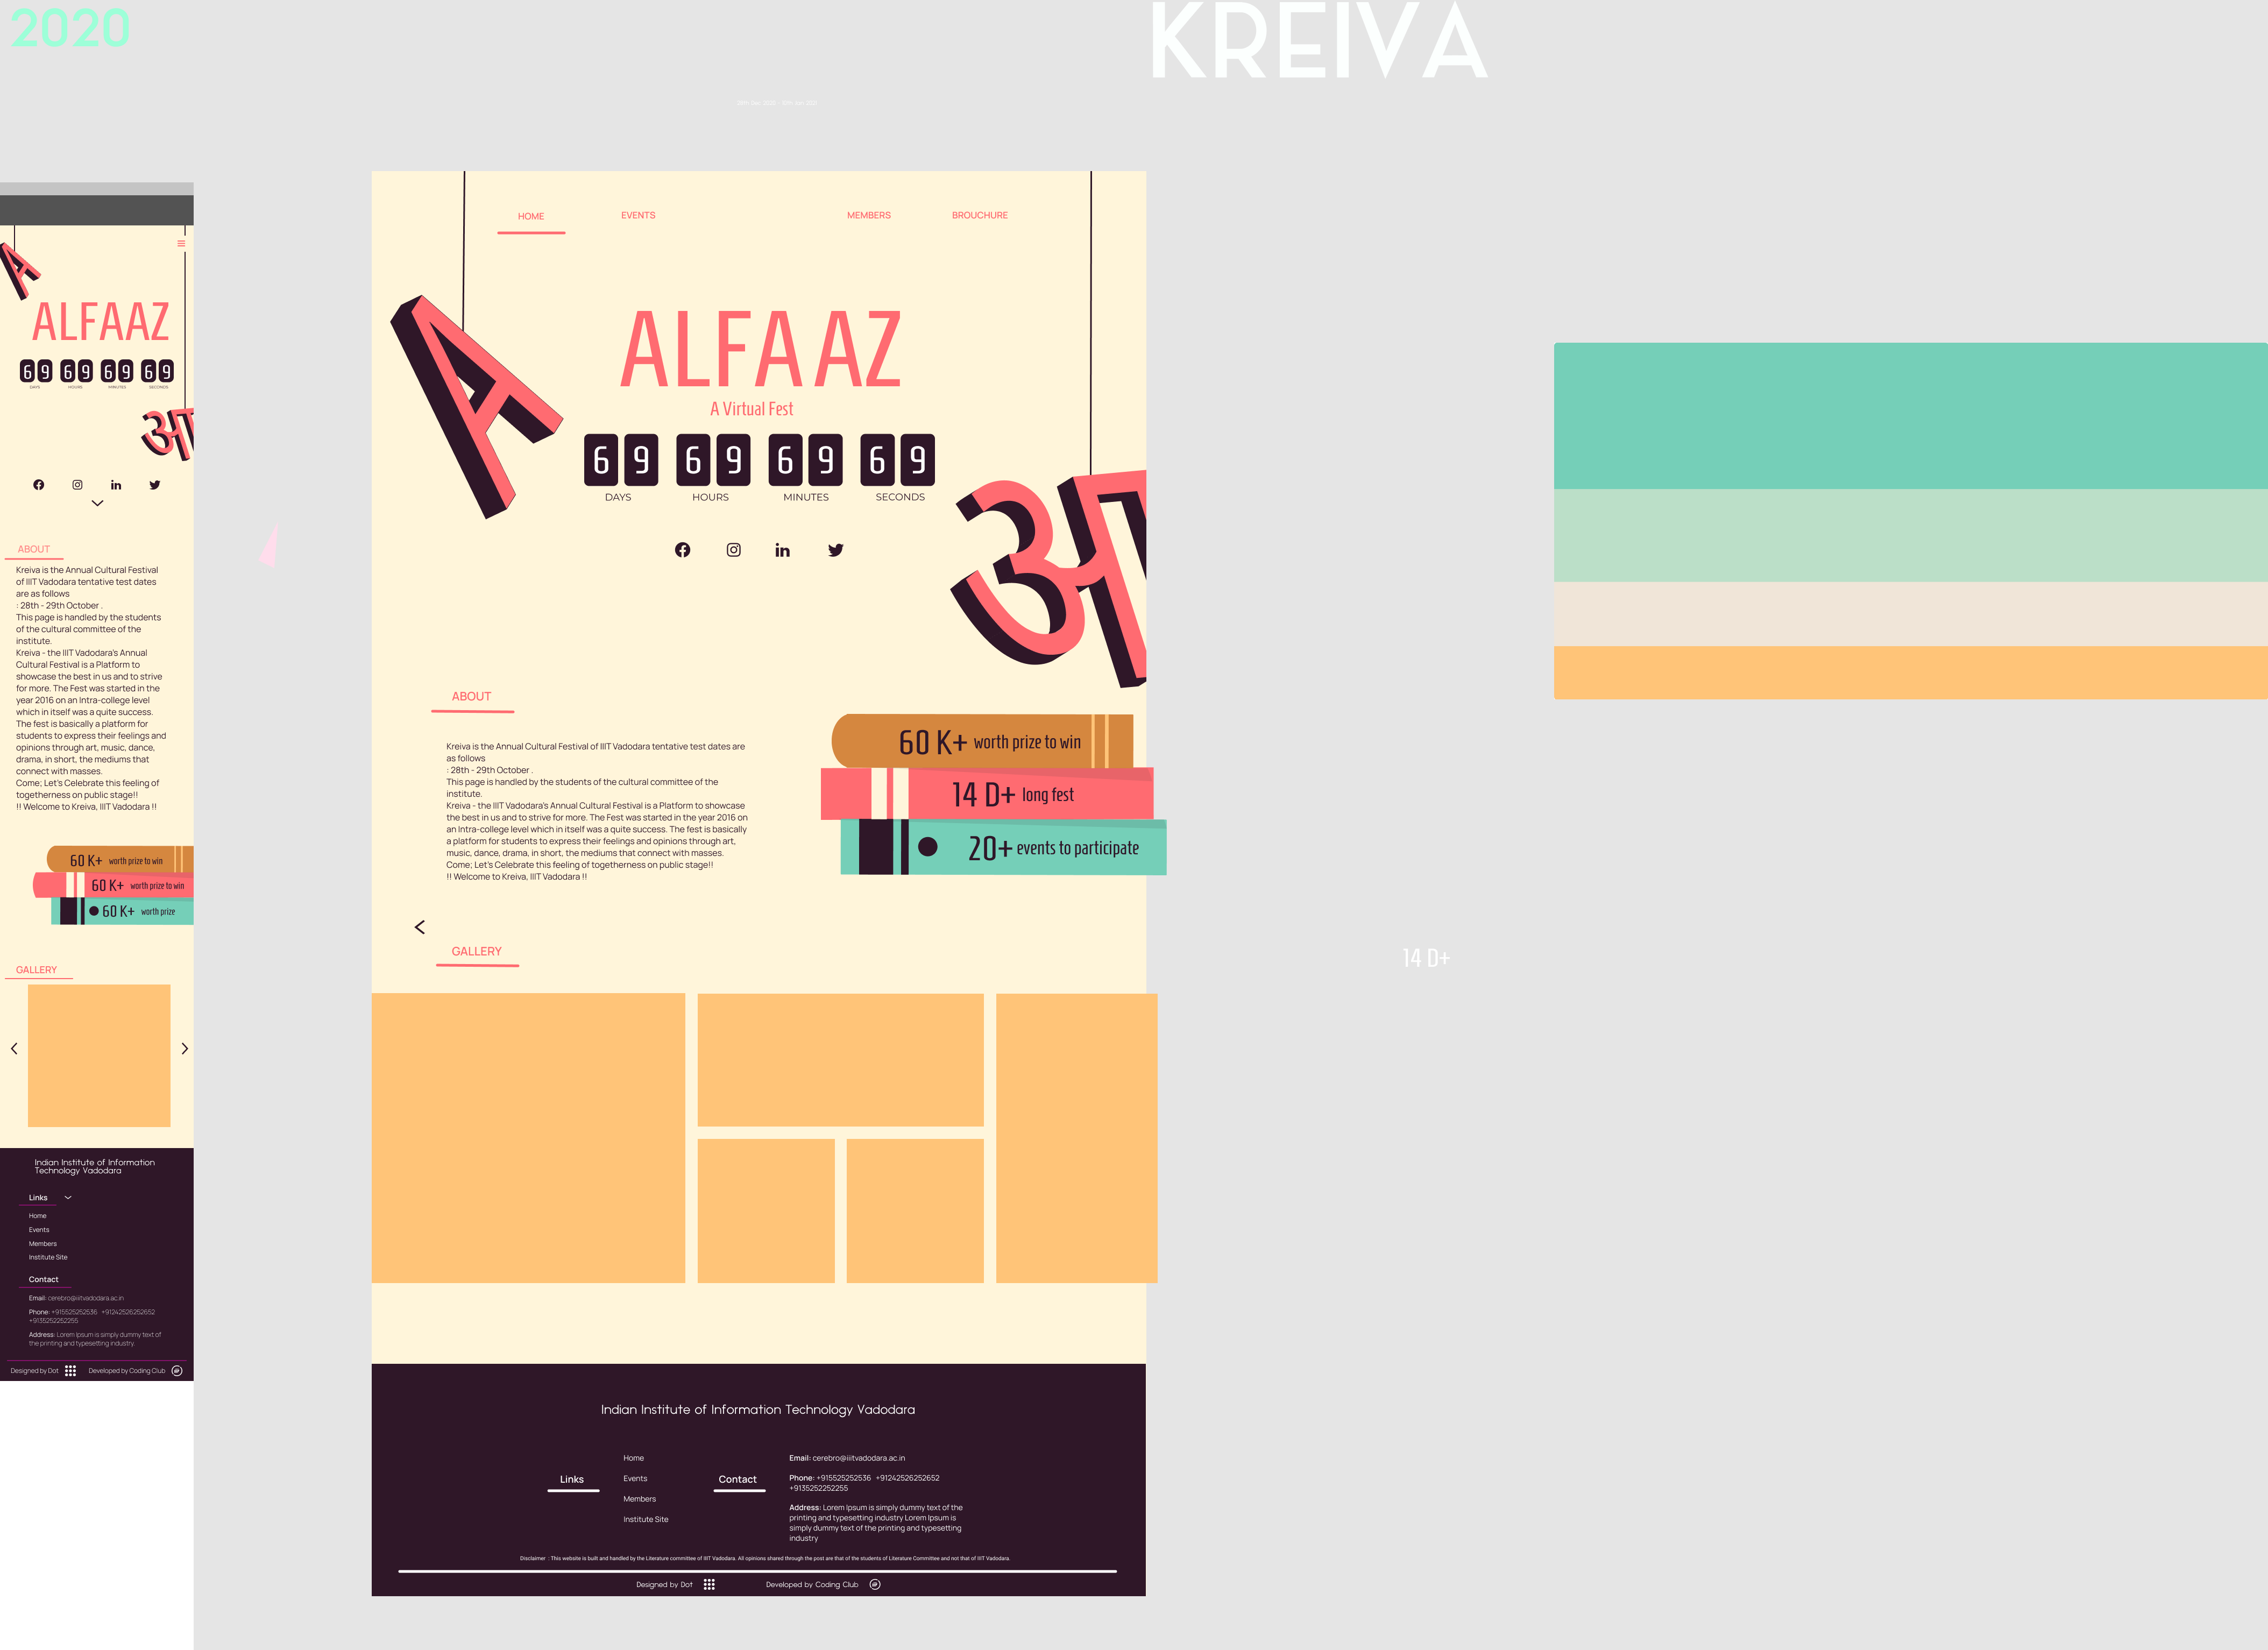 2020
KREIVA
A
ALFAAZ
6 9 6 9 6 9 6 9
DAYS HOURS MINUTES SECONDS
आ
ABOUT
Kreiva is the Annual Cultural Festival
of IIIT Vadodara tentative test dates
are as follows
: 28th - 29th October .
This page is handled by the students
of the cultural committee of the
institute.
Kreiva - the IIIT Vadodara's Annual
Cultural Festival is a Platform to
showcase the best in us and to strive
for more. The Fest was started in the
year 2016 on an Intra-college level
which in itself was a quite success.
The fest is basically a platform for
students to express their feelings and
opinions through art, music, dance,
drama, in short, the mediums that
connect with masses.
Come; Let's Celebrate this feeling of
togetherness on public stage!!
!! Welcome to Kreiva, IIIT Vadodara !!
60 K+ worth prize to win
60 K+ worth prize to win
60 K+ worth prize
GALLERY
Indian Institute of Information
Technology Vadodara
Links
Home
Events
Members
Institute Site
Contact
Email: cerebro@iiitvadodara.ac.in
Phone: +915525252536 +91242526252652
+9135252252255
Address: Lorem Ipsum is simply dummy text of
the printing and typesetting industry.
Designed by Dot Developed by Coding Club
HOME EVENTS MEMBERS BROUCHURE
A
ALFAAZ
A Virtual Fest
6 9 6 9 6 9 6 9
DAYS HOURS MINUTES SECONDS
आ
ABOUT
Kreiva is the Annual Cultural Festival of IIIT Vadodara tentative test dates are
as follows
: 28th - 29th October .
This page is handled by the students of the cultural committee of the
institute.
Kreiva - the IIIT Vadodara's Annual Cultural Festival is a Platform to showcase
the best in us and to strive for more. The Fest was started in the year 2016 on
an Intra-college level which in itself was a quite success. The fest is basically
a platform for students to express their feelings and opinions through art,
music, dance, drama, in short, the mediums that connect with masses.
Come; Let's Celebrate this feeling of togetherness on public stage!!
!! Welcome to Kreiva, IIIT Vadodara !!
60 K+ worth prize to win
14 D+ long fest
20+ events to participate
GALLERY
Indian Institute of Information Technology Vadodara
Links
Home
Events
Members
Institute Site
Contact
Email: cerebro@iiitvadodara.ac.in
Phone: +915525252536 +91242526252652
+9135252252255
Address: Lorem Ipsum is simply dummy text of the
printing and typesetting industry Lorem Ipsum is
simply dummy text of the printing and typesetting
industry
Disclaimer : This website is built and handled by the Literature committee of IIIT Vadodara. All opinions shared through the post are that of the students of Literature Committee and not that of IIIT Vadodara.
Designed by Dot Developed by Coding Club
14 D+